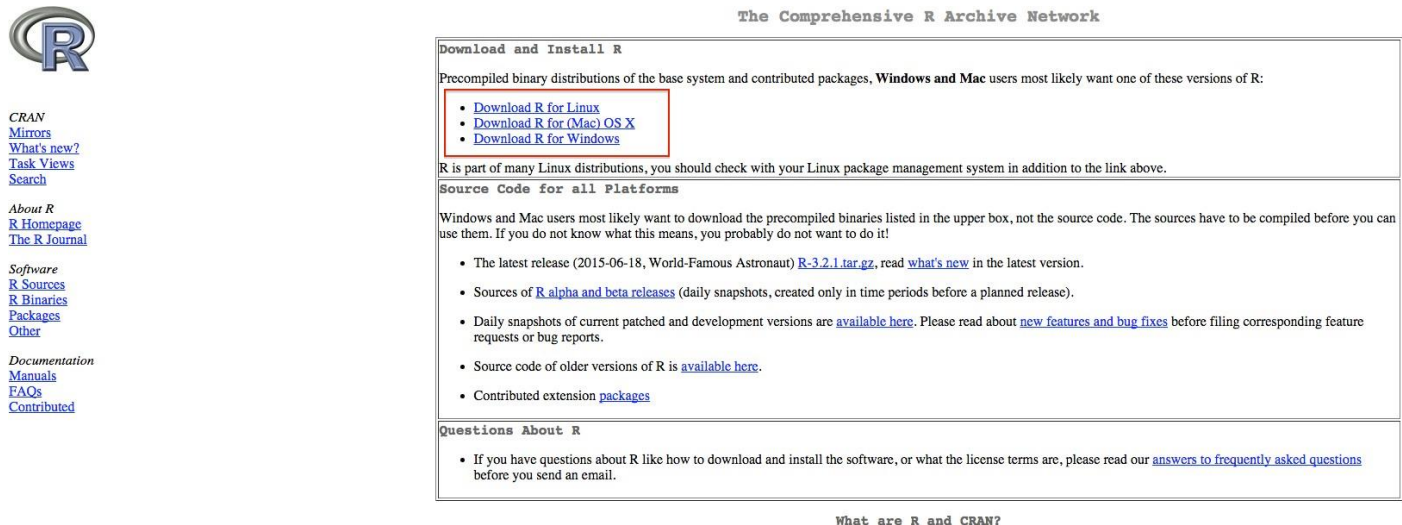 R
CRAN
Mirrors
What's new?
Task Views
Search
About R
R Homepage
The R Journal
Software
R Sources
R Binaries
Packages
Other
Documentation
Manuals
FAQs
Contributed
The Comprehensive R Archive Network
Download and Install R
Precompiled binary distributions of the base system and contributed packages, Windows and Mac users most likely want one of these versions of R:
• Download R for Linux
• Download R for (Mac) OS X
• Download R for Windows
R is part of many Linux distributions, you should check with your Linux package management system in addition to the link above.
Source Code for all Platforms
Windows and Mac users most likely want to download the precompiled binaries listed in the upper box, not the source code. The sources have to be compiled before you can
use them. If you do not know what this means, you probably do not want to do it!
• The latest release (2015-06-18, World-Famous Astronaut) R-3.2.1.tar.gz, read what's new in the latest version.
• Sources of R alpha and beta releases (daily snapshots, created only in time periods before a planned release).
• Daily snapshots of current patched and development versions are available here. Please read about new features and bug fixes before filing corresponding feature
requests or bug reports.
• Source code of older versions of R is available here.
• Contributed extension packages
Questions About R
• If you have questions about R like how to download and install the software, or what the license terms are, please read our answers to frequently asked questions
before you send an email.
What are R and CRAN?